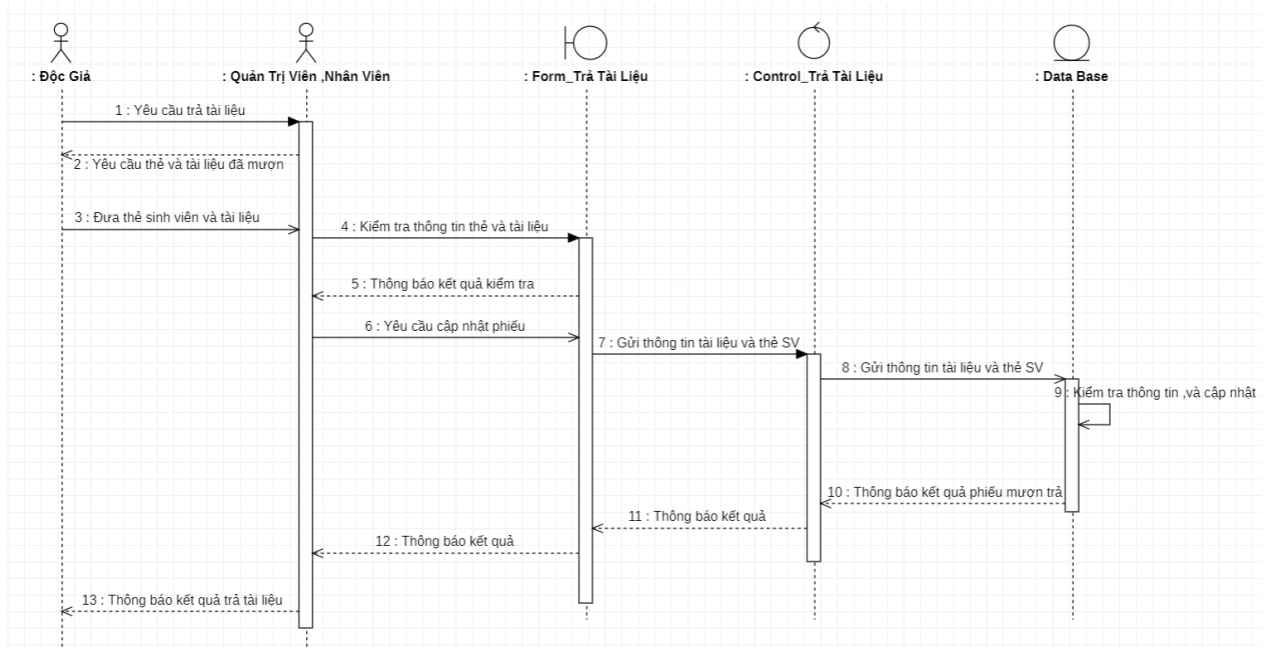 : Độc Giả
: Quản Trị Viên ,Nhân Viên
: Form_Trả Tài Liệu
: Control_Trả Tài Liệu
: Data Base
1 : Yêu cầu trả tài liệu
2 : Yêu cầu thẻ và tài liệu đã mượn
3 : Đưa thẻ sinh viên và tài liệu
4 : Kiểm tra thông tin thẻ và tài liệu
5 : Thông báo kết quả kiểm tra
6 : Yêu cầu cập nhật phiếu
7 : Gửi thông tin tài liệu và thẻ SV
8 : Gửi thông tin tài liệu và thẻ SV
9 : Kiểm tra thông tin ,và cập nhật
10 : Thông báo kết quả phiếu mượn trả
11 : Thông báo kết quả
12 : Thông báo kết quả
13 : Thông báo kết quả trả tài liệu